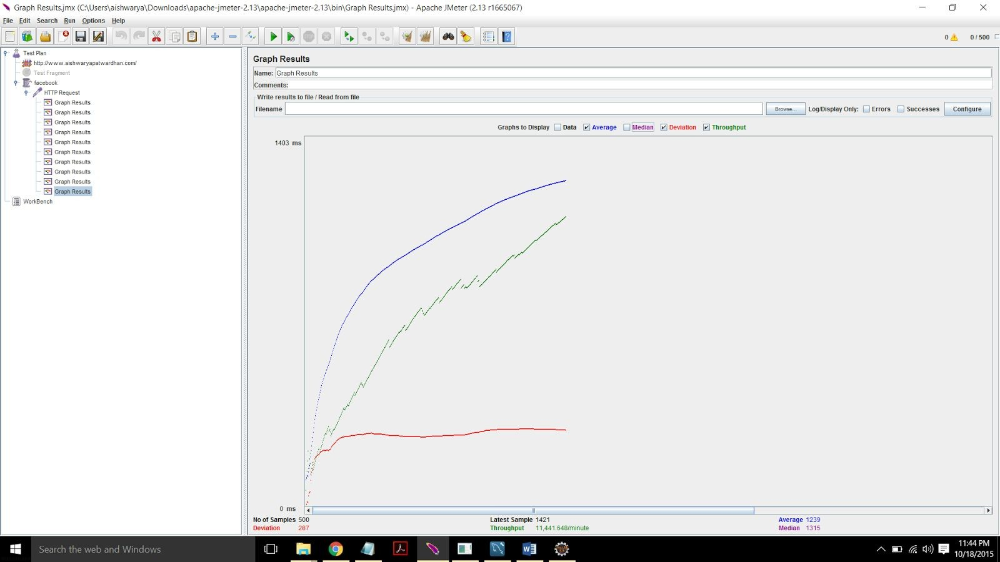 Graph Results.jmx (C:\Users\aishwarya\Downloads\apache-jmeter-2.13\apache-jmeter-2.13\bin\Graph Results.jmx) - Apache JMeter (2.13 r1665067)
File Edit Search Run Options Help
0 0 / 500
Test Plan
http://www.aishwaryapatwardhan.com/
Test Fragment
facebook
HTTP Request
Graph Results
Graph Results
Graph Results
Graph Results
Graph Results
Graph Results
Graph Results
Graph Results
Graph Results
Graph Results
WorkBench
Graph Results
Name: Graph Results
Comments:
Write results to file / Read from file
Filename Browse... Log/Display Only: Errors Successes Configure
Graphs to Display Data Average Median Deviation Throughput
1403 ms
0 ms
No of Samples 500 Latest Sample 1421 Average 1239
Deviation 287 Throughput 11,441.648/minute Median 1315
Search the web and Windows
11:44 PM
10/18/2015